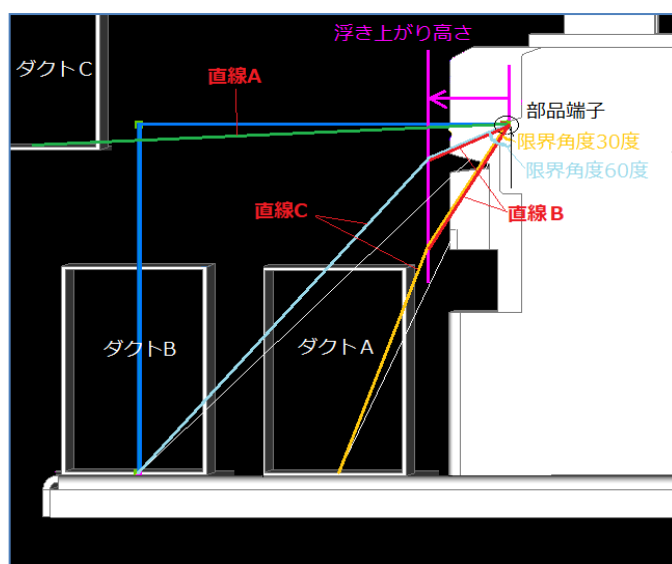 浮き上がり高さ
ダクトC
直線A
部品端子
限界角度30度
限界角度60度
直線C
直線B
ダクトB
ダクトA